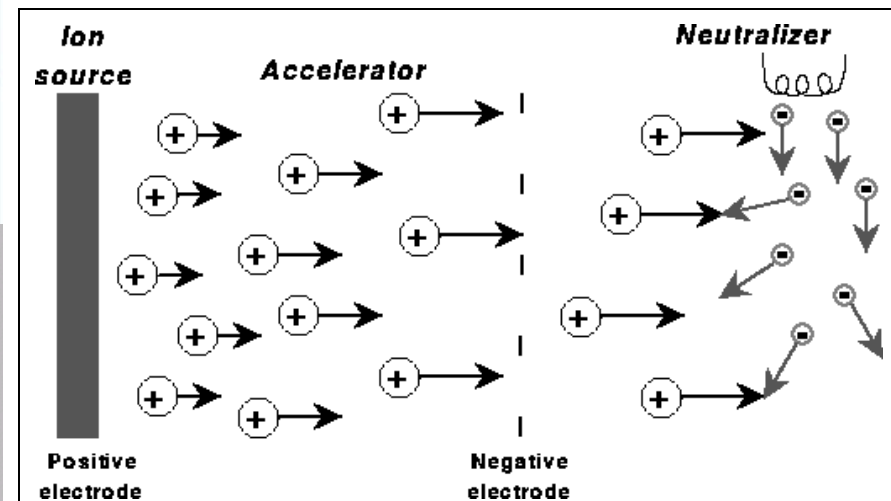 Ion
source
Accelerator
Neutralizer
Positive
electrode
Negative
electrode